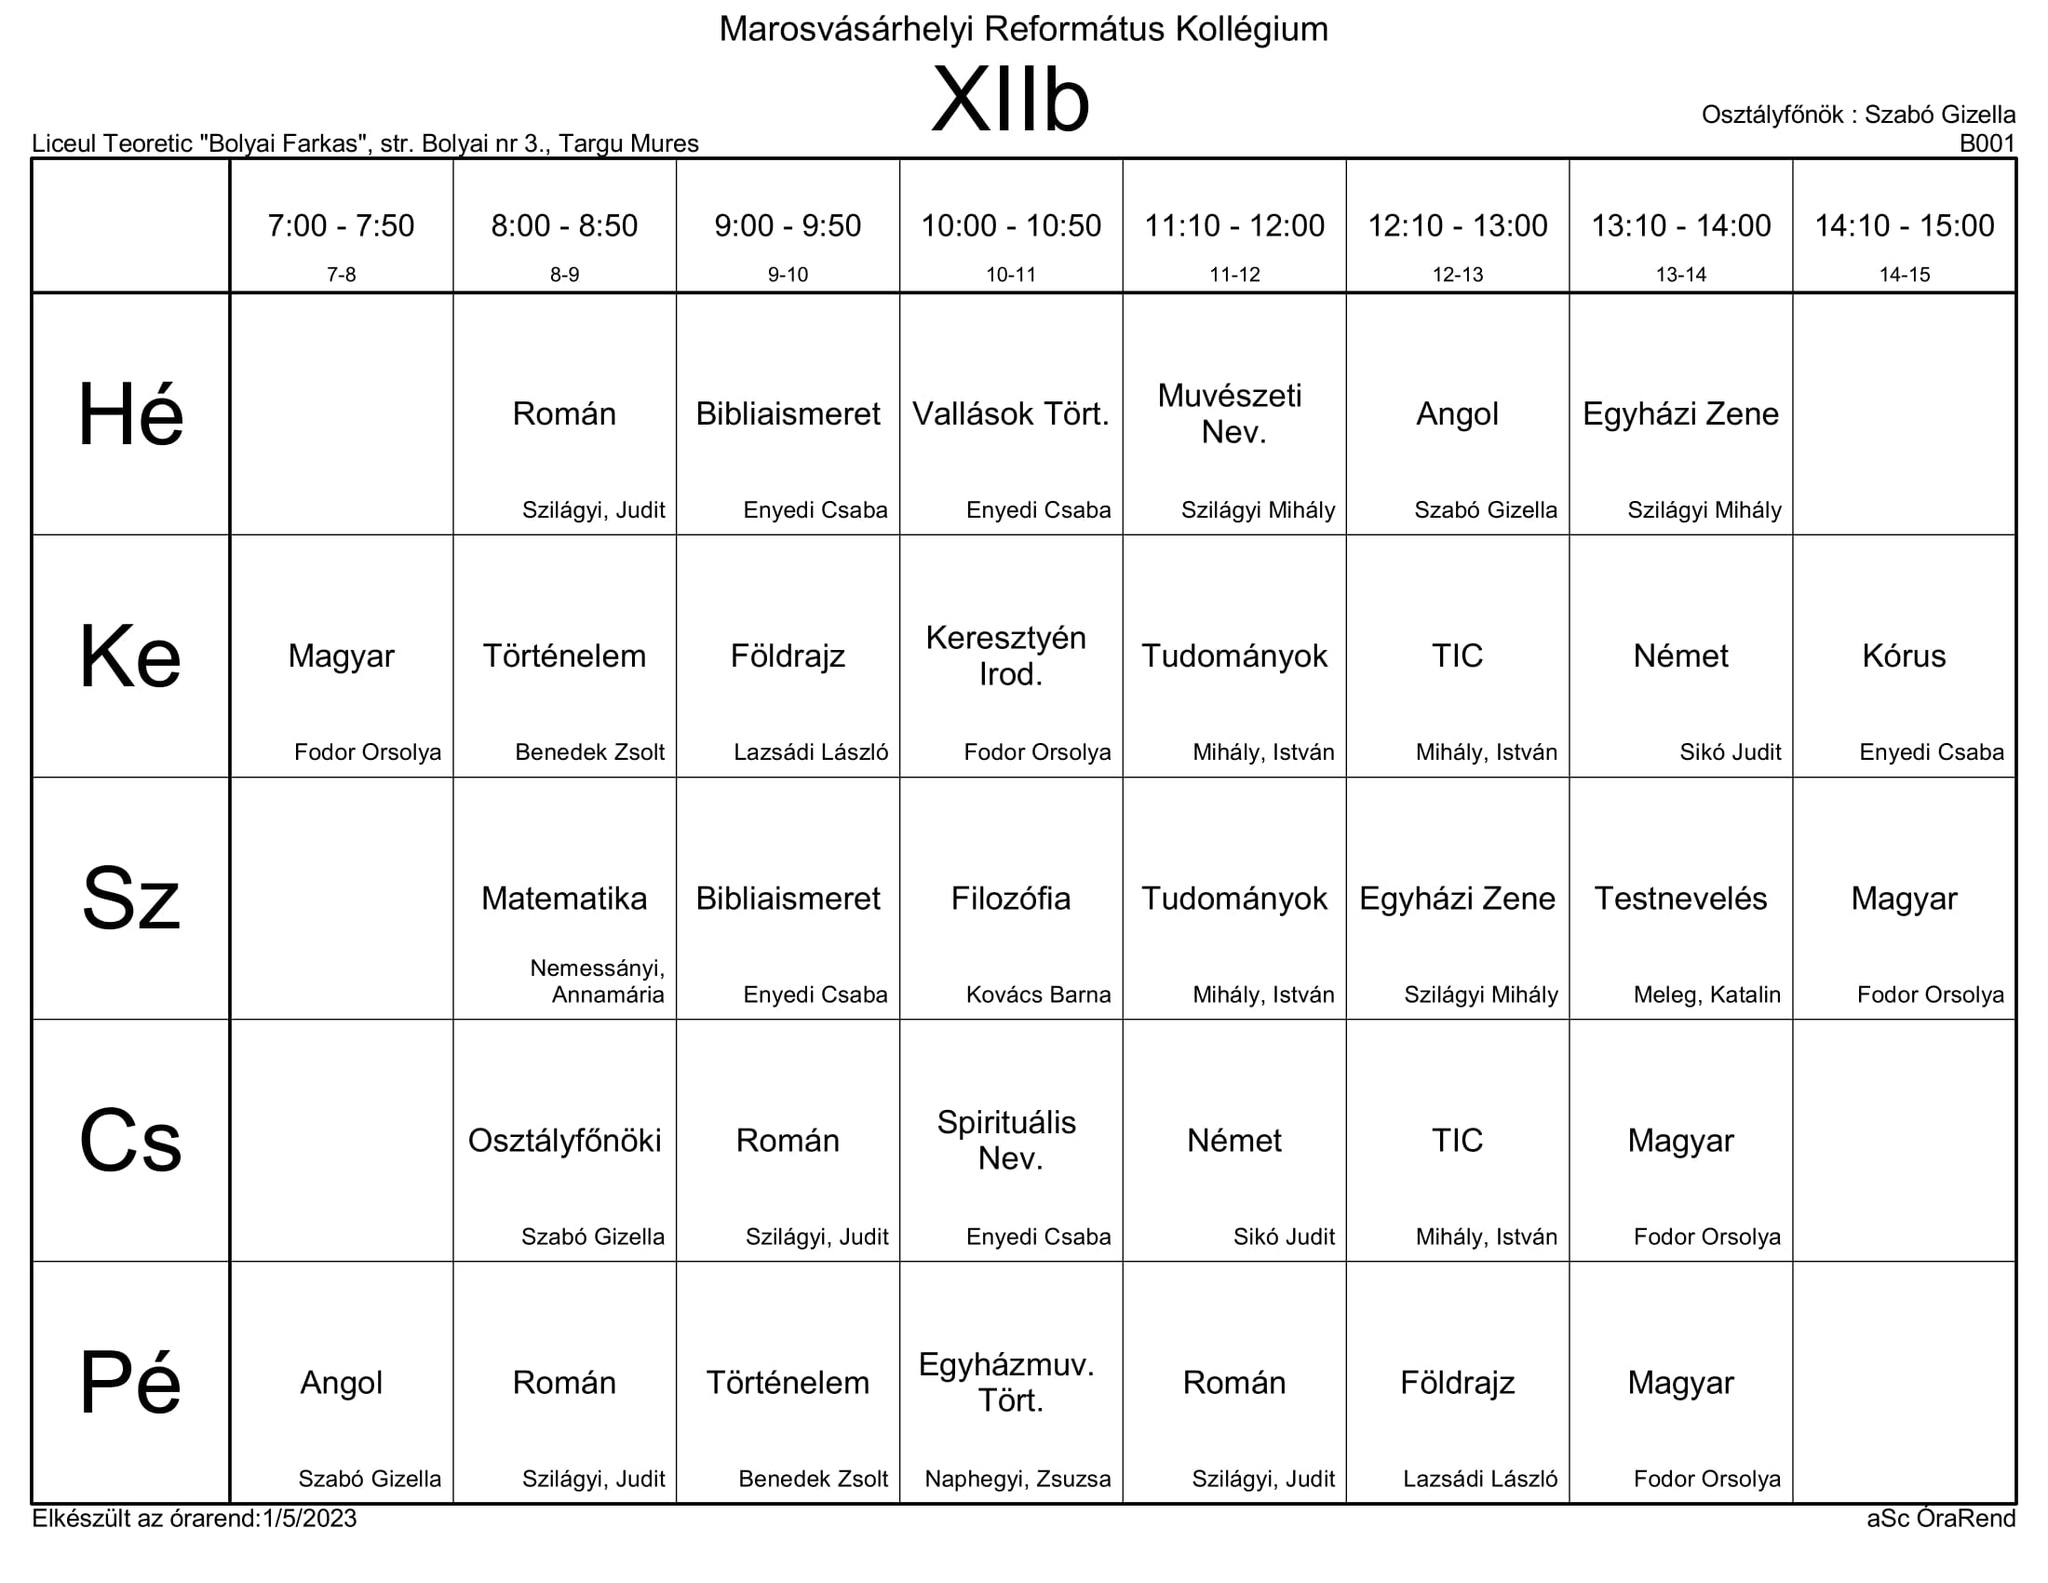 Marosvásárhelyi Református Kollégium
XIIb
Osztályfőnök : Szabó Gizella
Liceul Teoretic "Bolyai Farkas", str. Bolyai nr 3., Targu Mures
B001
7:00 - 7:50
8:00 - 8:50
9:00 - 9:50
10:00 - 10:50
11:10 - 12:00
12:10 - 13:00
13:10 - 14:00
14:10 - 15:00
7-8
8-9
9-10
10-11
11-12
12-13
13-14
14-15
Hé
Román
Szilágyi, Judit
Bibliaismeret
Enyedi Csaba
Vallások Tört.
Enyedi Csaba
Muvészeti
Nev.
Szilágyi Mihály
Angol
Szabó Gizella
Egyházi Zene
Szilágyi Mihály
Ke
Magyar
Fodor Orsolya
Történelem
Benedek Zsolt
Földrajz
Lazsádi László
Keresztyén
Irod.
Fodor Orsolya
Tudományok
Mihály, István
TIC
Mihály, István
Német
Sikó Judit
Kórus
Enyedi Csaba
Sz
Matematika
Nemessányi,
Annamária
Bibliaismeret
Enyedi Csaba
Filozófia
Kovács Barna
Tudományok
Mihály, István
Egyházi Zene
Szilágyi Mihály
Testnevelés
Meleg, Katalin
Magyar
Fodor Orsolya
Cs
Osztályfőnöki
Szabó Gizella
Román
Szilágyi, Judit
Spirituális
Nev.
Enyedi Csaba
Német
Sikó Judit
TIC
Mihály, István
Magyar
Fodor Orsolya
Pé
Angol
Szabó Gizella
Román
Szilágyi, Judit
Történelem
Benedek Zsolt
Egyházmuv.
Tört.
Naphegyi, Zsuzsa
Román
Szilágyi, Judit
Földrajz
Lazsádi László
Magyar
Fodor Orsolya
Elkészült az órarend:1/5/2023
aSc ÓraRend